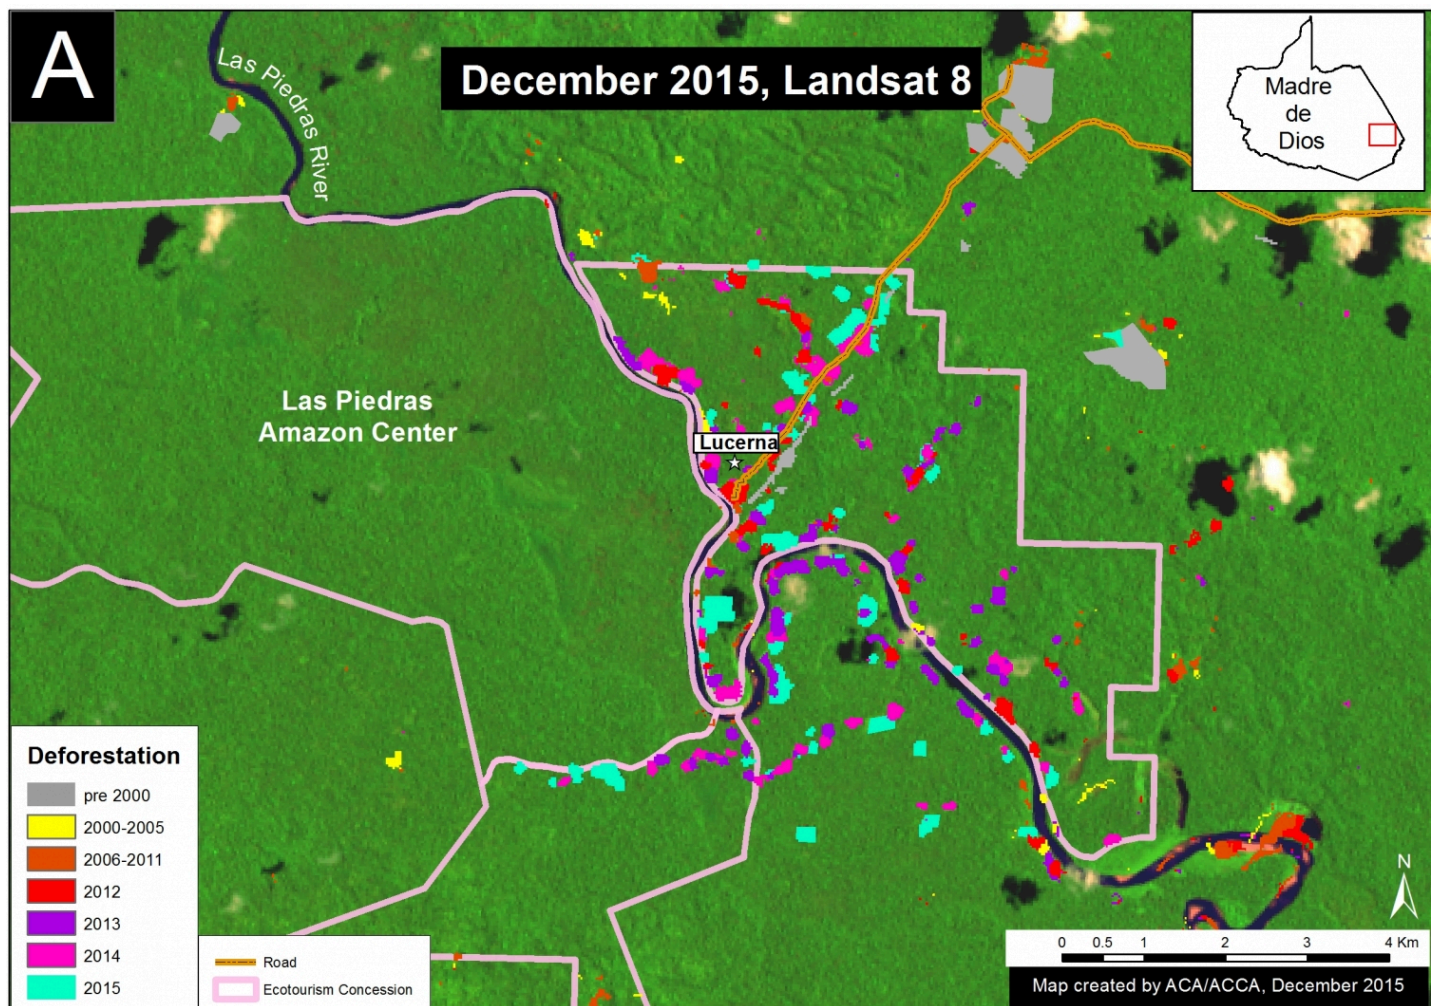 A
December 2015, Landsat 8
Las Piedras River
Madre
de
Dios
Las Piedras
Amazon Center
Lucerna
Deforestation
pre 2000
2000-2005
2006-2011
2012
2013
2014
2015
Road
Ecotourism Concession
N
0 0.5 1 2 3 4 Km
Map created by ACA/ACCA, December 2015